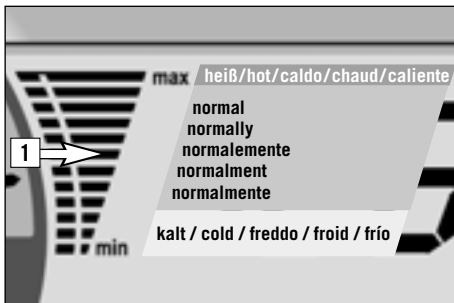 max heiß/hot/caldo/chaud/caliente
normal
normally
1
normalemente
normalment
normalmente
min kalt / cold / freddo / froid / frío